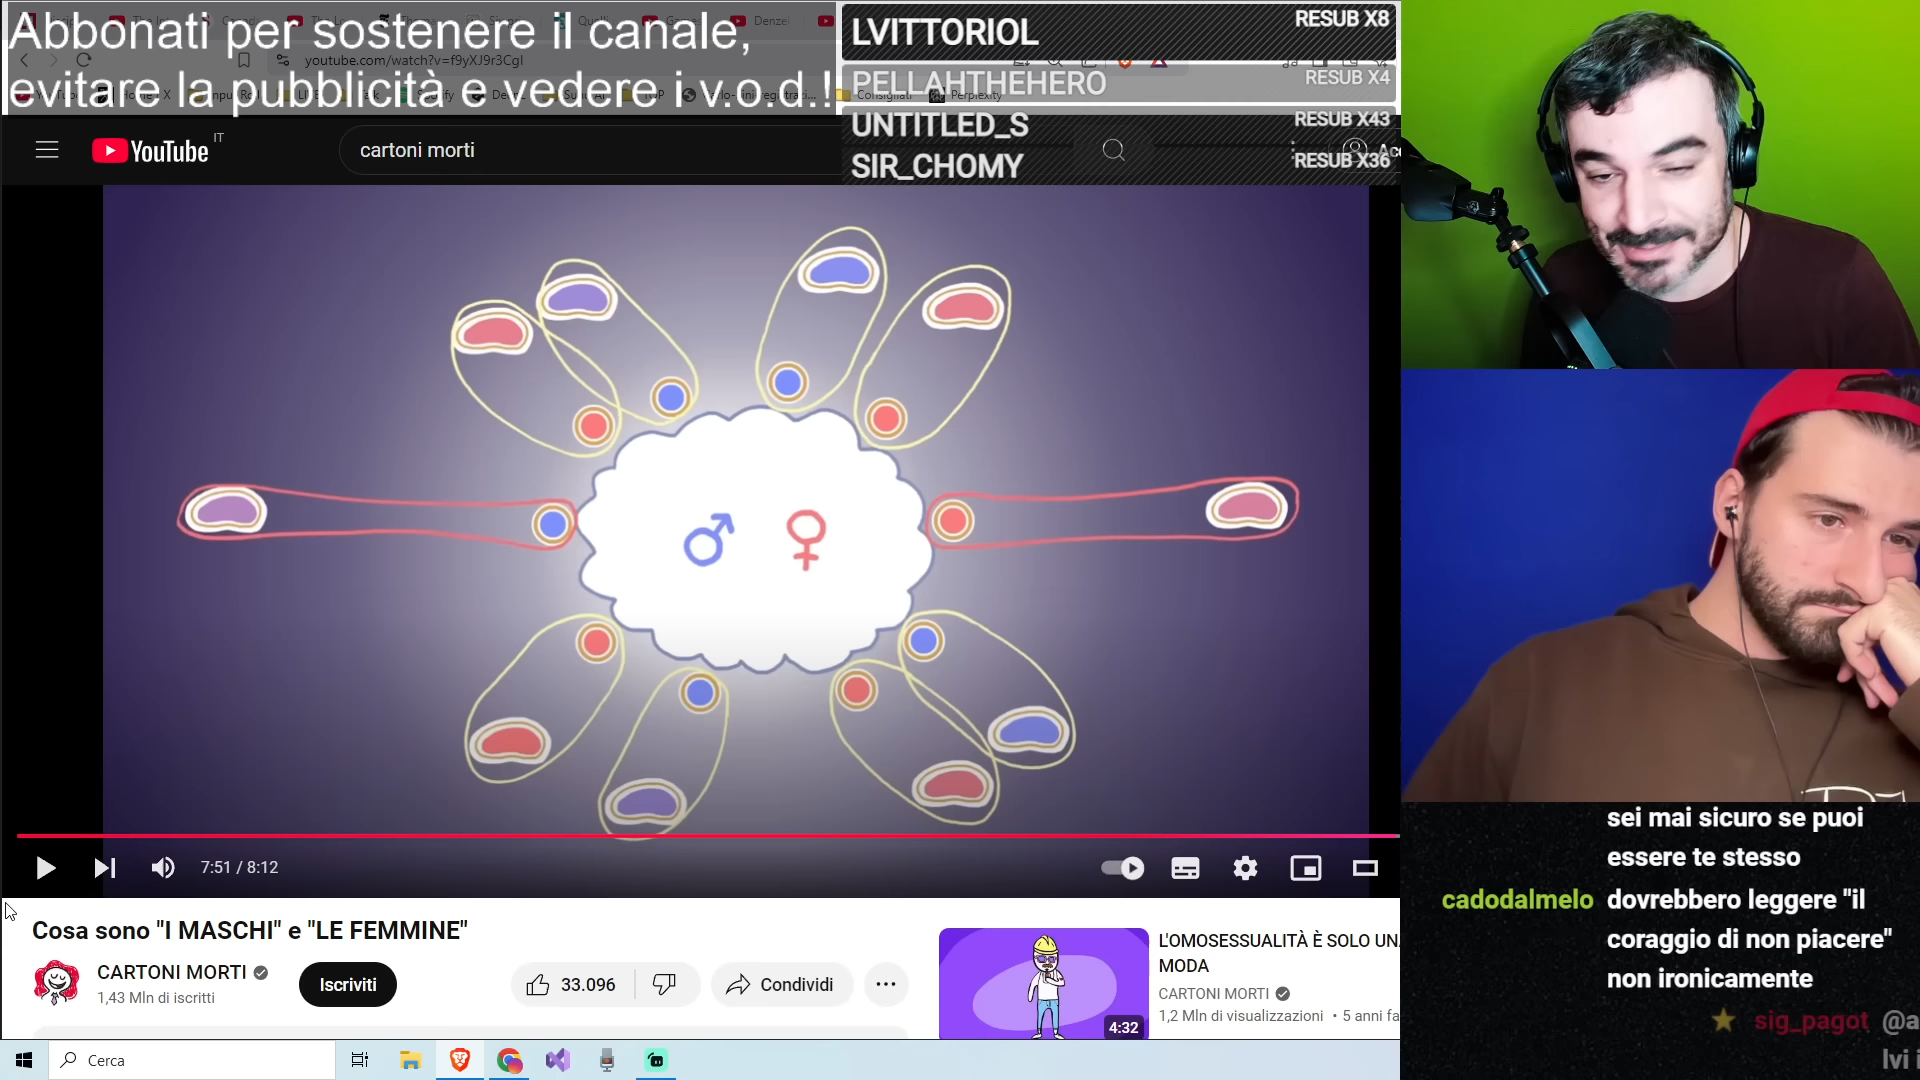 Abbonati per sostenere il canale,
evitare la pubblicità e vedere i v.o.d.!!
youtube.com/watch?v=f9yXJ9r3CgI
LVITTORIOL
RESUB X8
PELLAHTHEHERO
RESUB X4
UNTITLED_S
RESUB X43
SIR_CHOMY
RESUB X36
Perplexity
YouTube IT
cartoni morti
7:51 / 8:12
Cosa sono "I MASCHI" e "LE FEMMINE"
CARTONI MORTI
1,43 Mln di iscritti
Iscriviti
33.096
Condividi
4:32
L'OMOSESSUALITÀ È SOLO UN
MODA
CARTONI MORTI
1,2 Mln di visualizzazioni • 5 anni fa
sei mai sicuro se puoi
essere te stesso
cadodalmelo dovrebbero leggere "il
coraggio di non piacere"
non ironicamente
sig_pagot @a
lvi i
Cerca